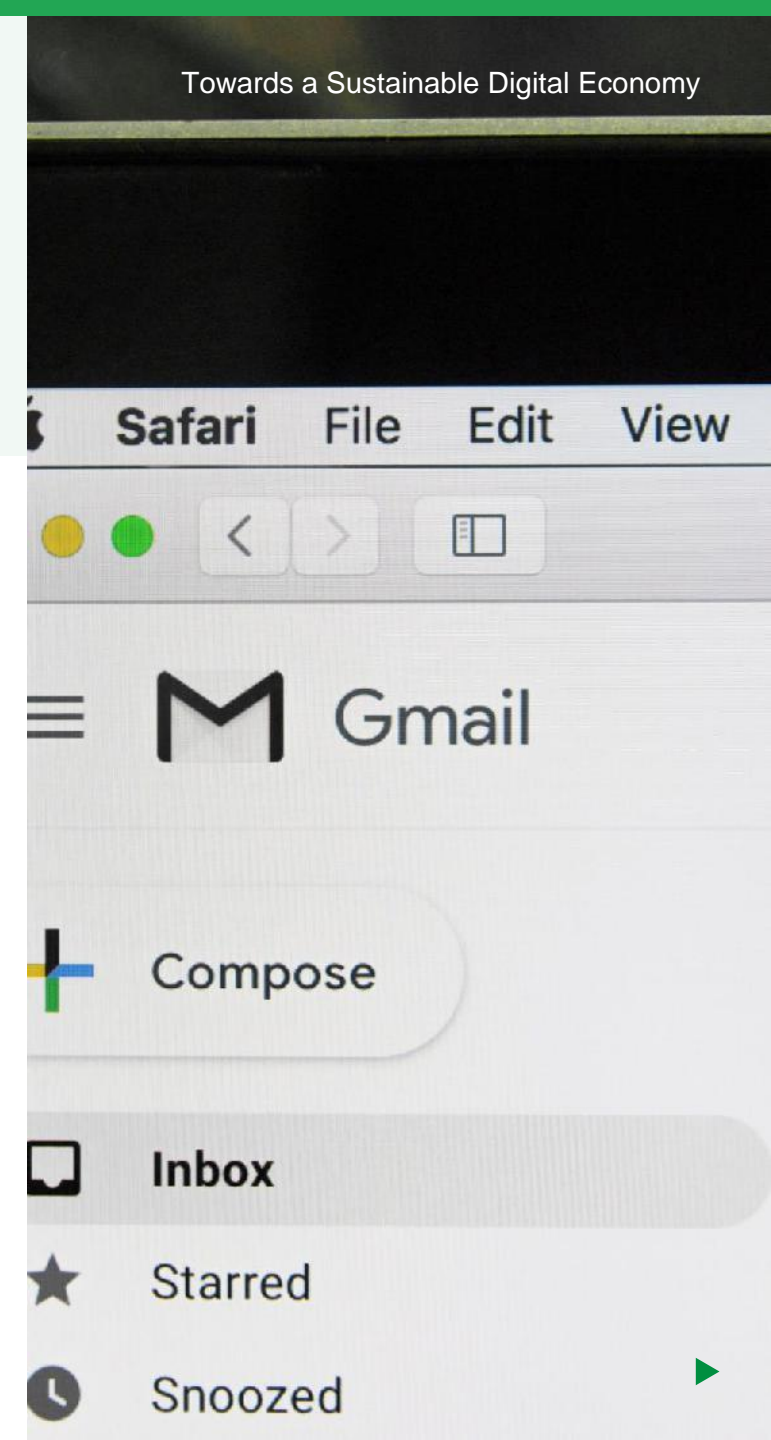 Towards a Sustainable Digital Economy
Safari File Edit View
Gmail
Compose
Inbox
Starred
Snoozed